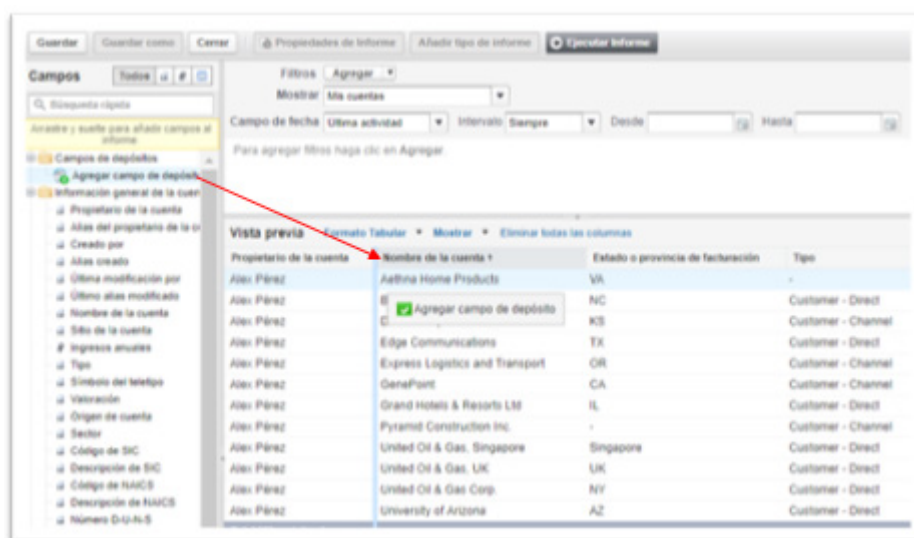 Guardar Guardar como Cerrar Propiedades de Informe Añadir tipo de informe Ejecutar Informe
Campos Todos #
Búsqueda rápida
Arrastre y suelte para añadir campos al informe
Campos de depósitos
Agregar campo de depósit
Información general de la cuen
Propietario de la cuenta
Alias del propietario de la c
Creado por
Alias creado
Última modificación por
Último alias modificado
Nombre de la cuenta
Sitio de la cuenta
# Ingresos anuales
Tipo
Símbolo del teletipo
Valoración
Origen de cuenta
Sector
Código de SIC
Descripción de SIC
Código de NAICS
Descripción de NAICS
Número D-U-N-S
Filtros Agregar
Mostrar Mis cuentas
Campo de fecha Última actividad Intervalo Siempre Desde Hasta
Para agregar filtros haga clic en Agregar.
Vista previa Formato Tabular Mostrar Eliminar todas las columnas
Propietario de la cuenta Nombre de la cuenta ↑ Estado o provincia de facturación Tipo
Alex Pérez Aethna Home Products VA -
Alex Pérez B NC Customer - Direct
Agregar campo de depósito
Alex Pérez D KS Customer - Channel
Alex Pérez Edge Communications TX Customer - Direct
Alex Pérez Express Logistics and Transport OR Customer - Channel
Alex Pérez GenePoint CA Customer - Channel
Alex Pérez Grand Hotels & Resorts Ltd IL Customer - Direct
Alex Pérez Pyramid Construction Inc. - Customer - Channel
Alex Pérez United Oil & Gas, Singapore Singapore Customer - Direct
Alex Pérez United Oil & Gas, UK UK Customer - Direct
Alex Pérez United Oil & Gas Corp. NY Customer - Direct
Alex Pérez University of Arizona AZ Customer - Direct